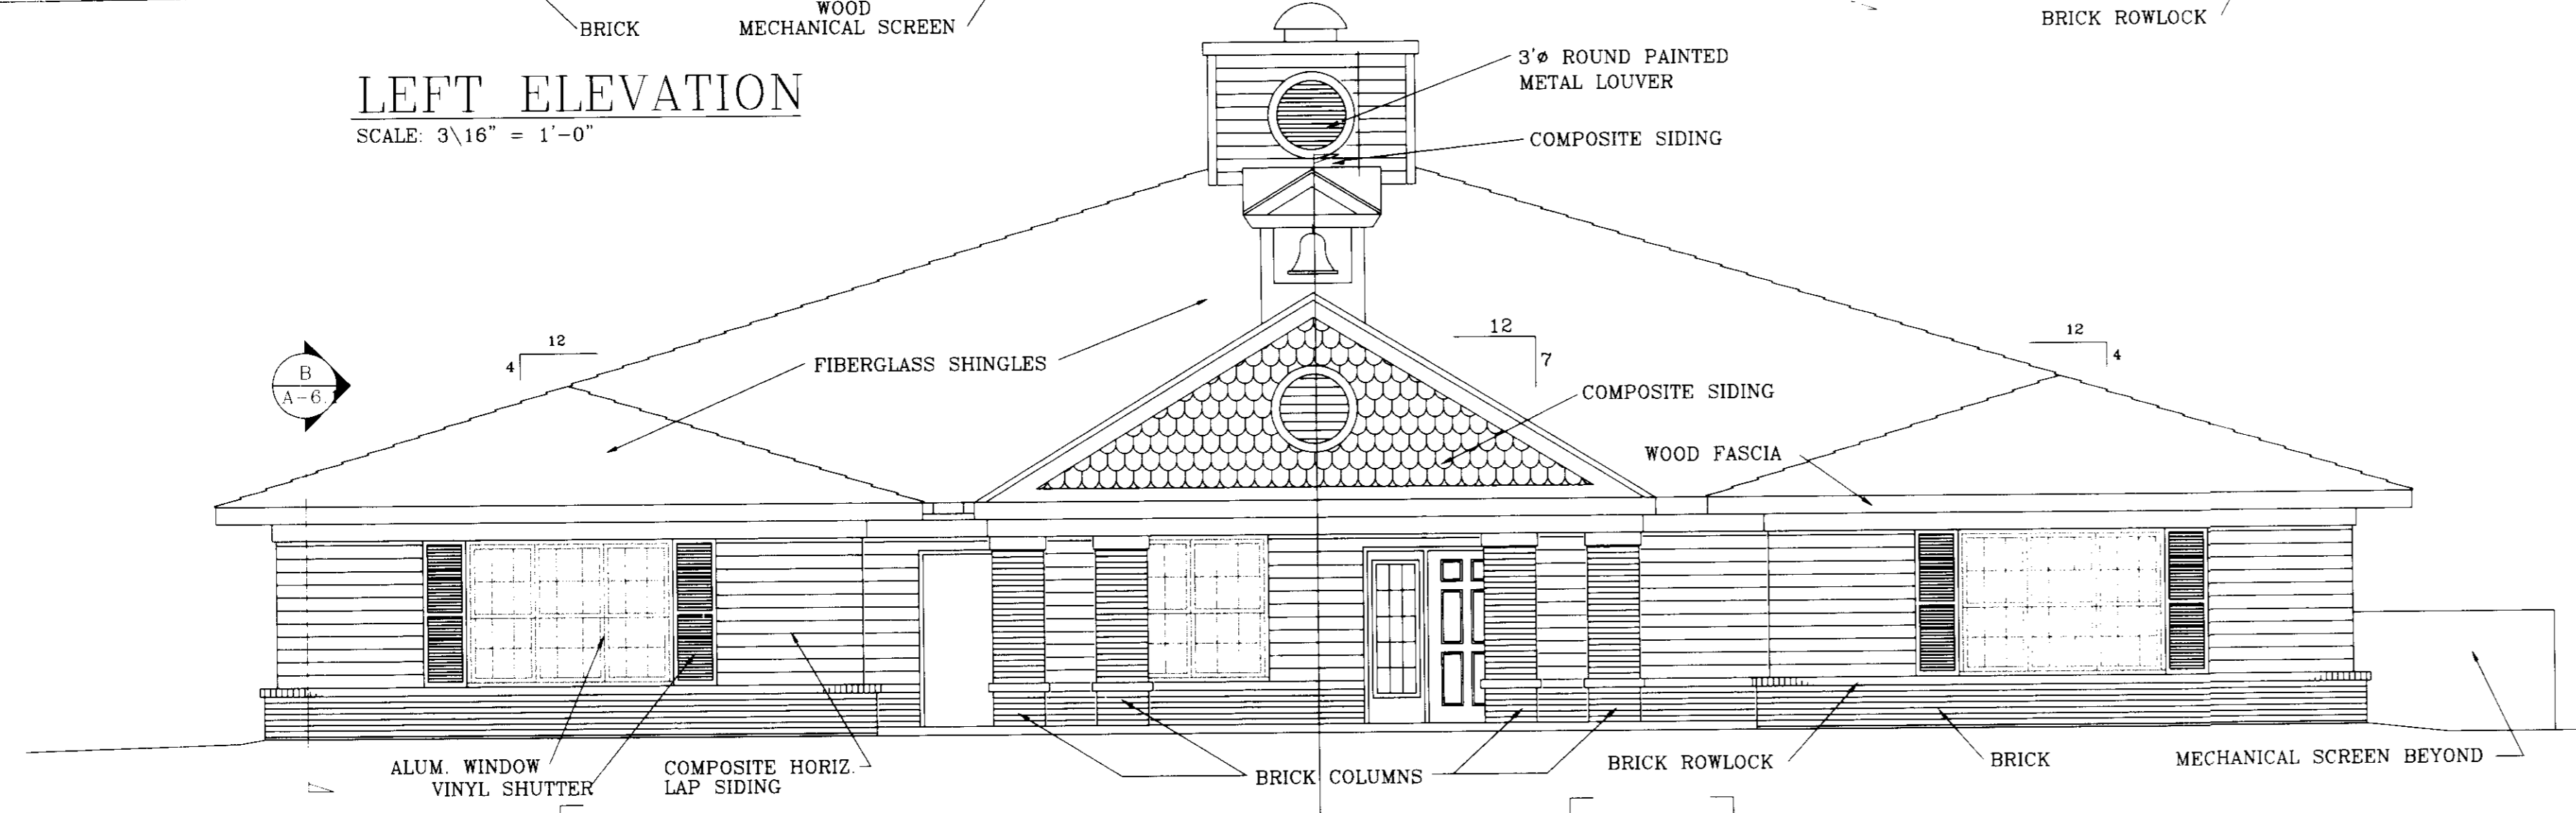 WOOD
MECHANICAL SCREEN
BRICK
BRICK ROWLOCK
LEFT ELEVATION
SCALE: 3\16" = 1'-0"
3'ø ROUND PAINTED
METAL LOUVER
COMPOSITE SIDING
12
4
12
7
12
4
B
A-6.1
FIBERGLASS SHINGLES
COMPOSITE SIDING
WOOD FASCIA
ALUM. WINDOW
VINYL SHUTTER
COMPOSITE HORIZ.
LAP SIDING
BRICK COLUMNS
BRICK ROWLOCK
BRICK
MECHANICAL SCREEN BEYOND